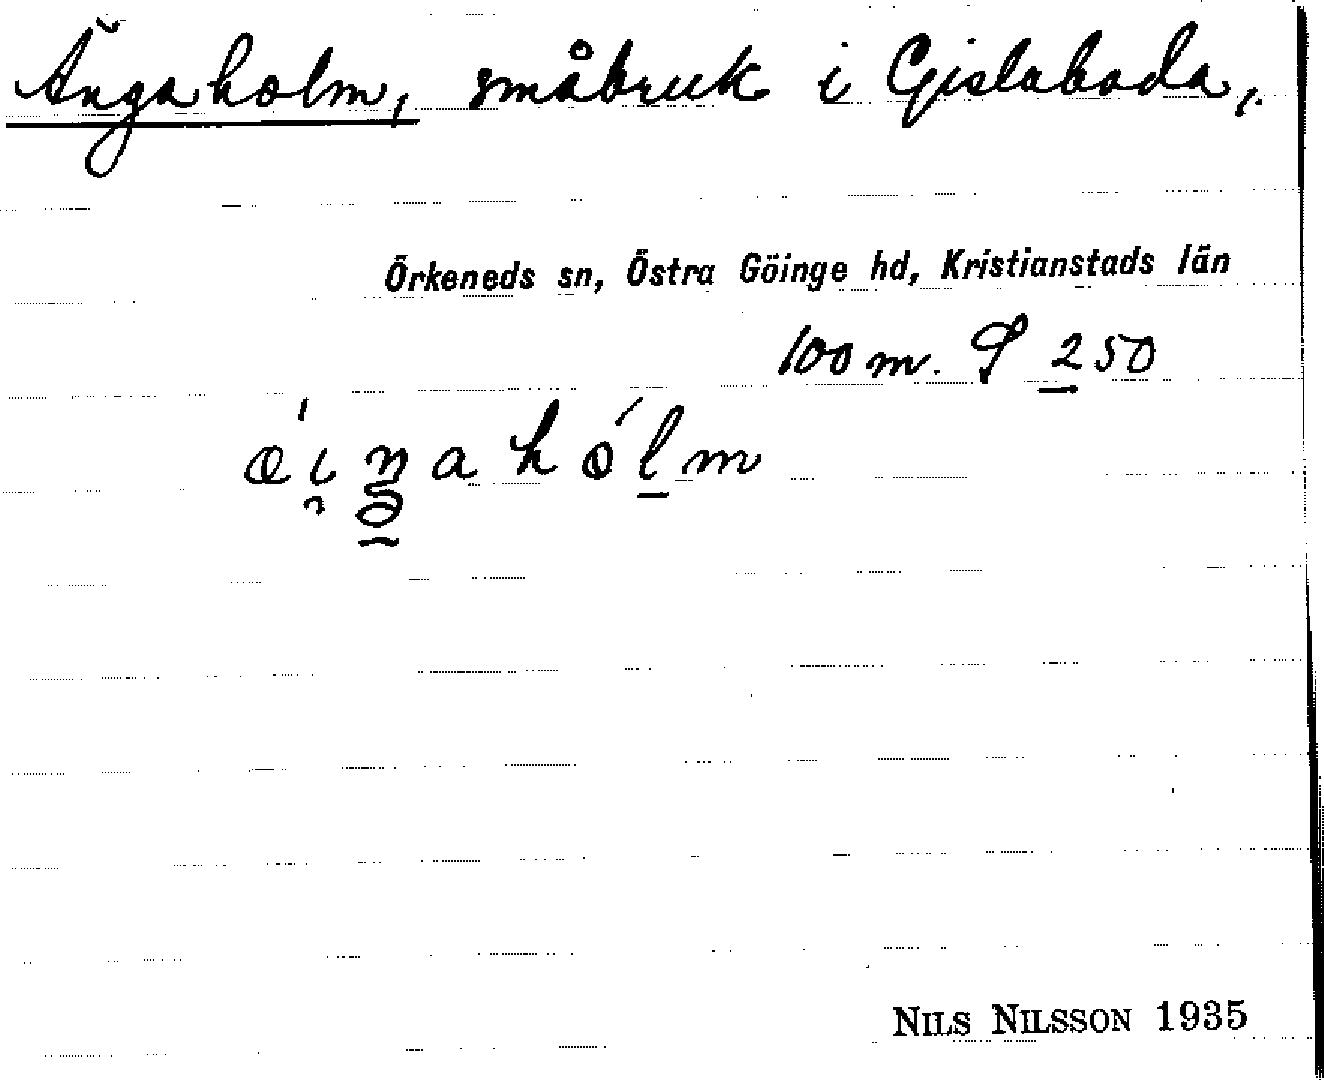 Ängaholm, småbruk i Gislaboda,
Örkeneds sn, Östra Göinge hd, Kristianstads län
100 m. S 250
NILS NILSSON 1935